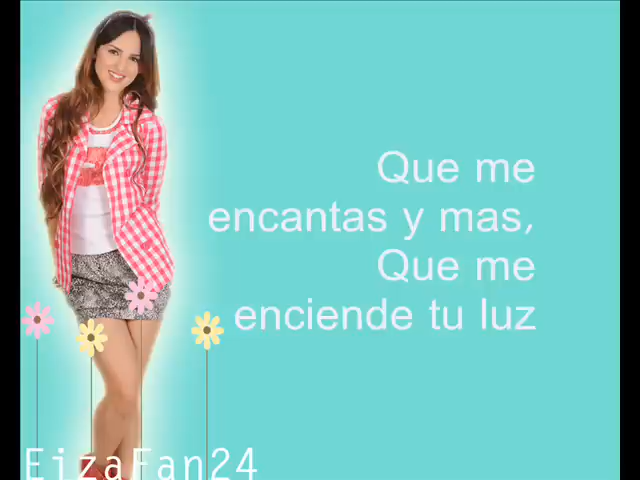 Que me
encantas y mas,
Que me
enciende tu luz
EizaFan24